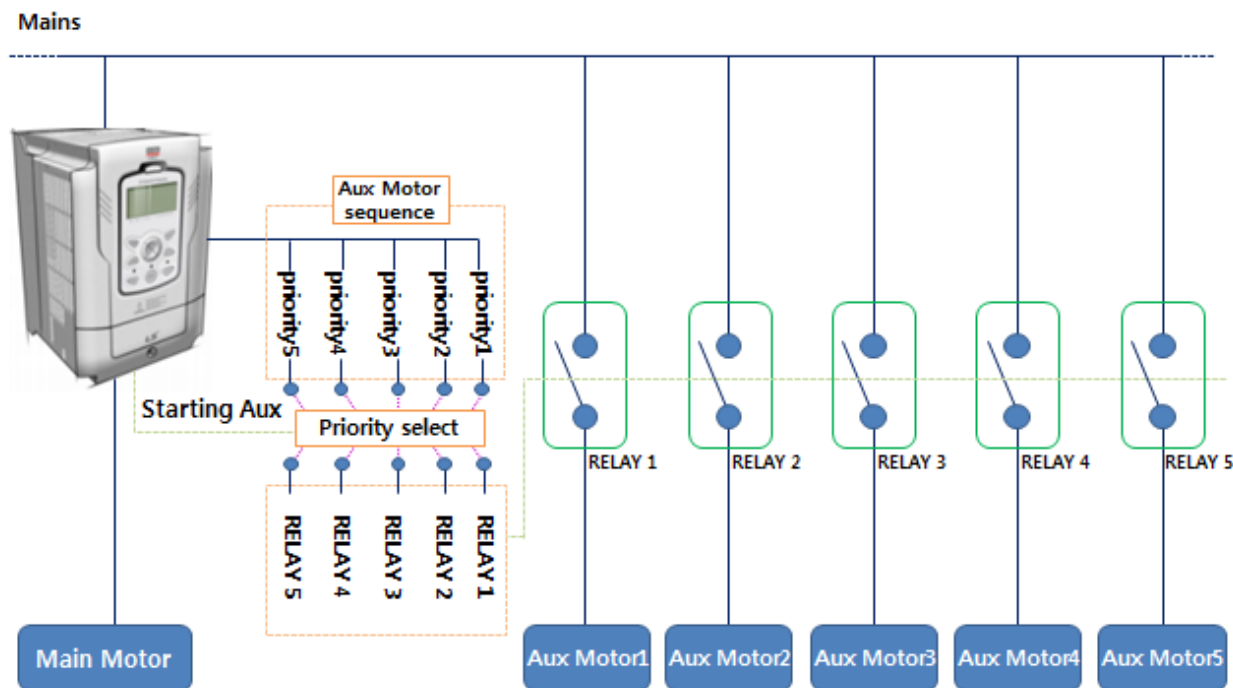 Mains
Aux Motor
sequence
priority5
priority4
priority3
priority2
priority1
Starting Aux
Priority select
RELAY 5
RELAY 4
RELAY 3
RELAY 2
RELAY 1
RELAY 1
RELAY 2
RELAY 3
RELAY 4
RELAY 5
Main Motor
Aux Motor1
Aux Motor2
Aux Motor3
Aux Motor4
Aux Motor5